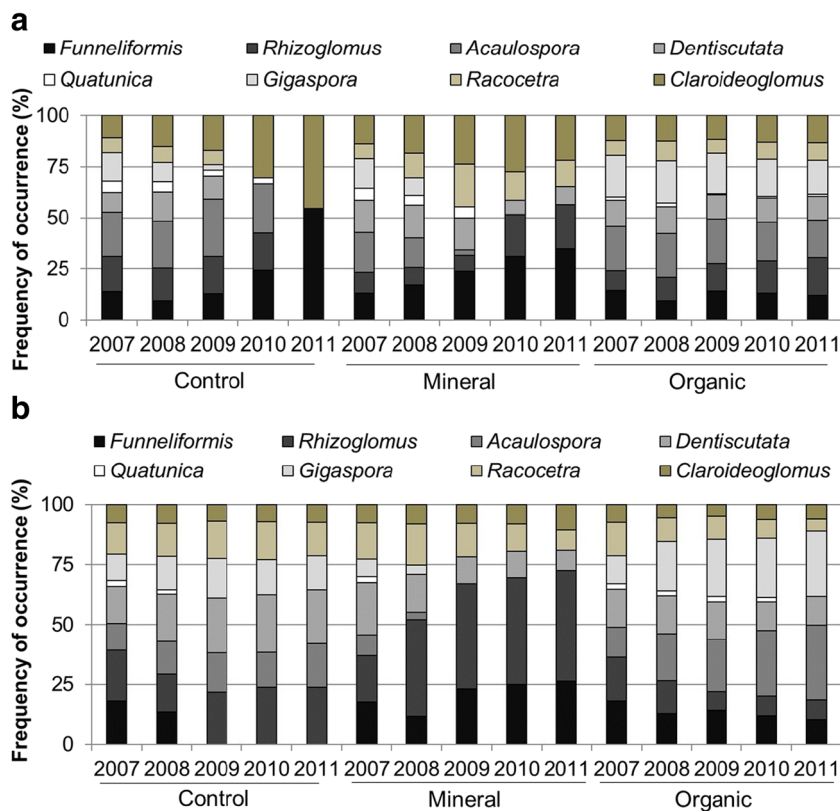 a
Funneliformis Rhizoglomus Acaulospora Dentiscutata
Quatunica Gigaspora Racocetra Claroideoglomus
Frequency of occurrence (%)
100
75
50
25
0
2007 2008 2009 2010 2011 2007 2008 2009 2010 2011 2007 2008 2009 2010 2011
Control Mineral Organic
b
Funneliformis Rhizoglomus Acaulospora Dentiscutata
Quatunica Gigaspora Racocetra Claroideoglomus
Frequency of occurrence (%)
100
75
50
25
0
2007 2008 2009 2010 2011 2007 2008 2009 2010 2011 2007 2008 2009 2010 2011
Control Mineral Organic